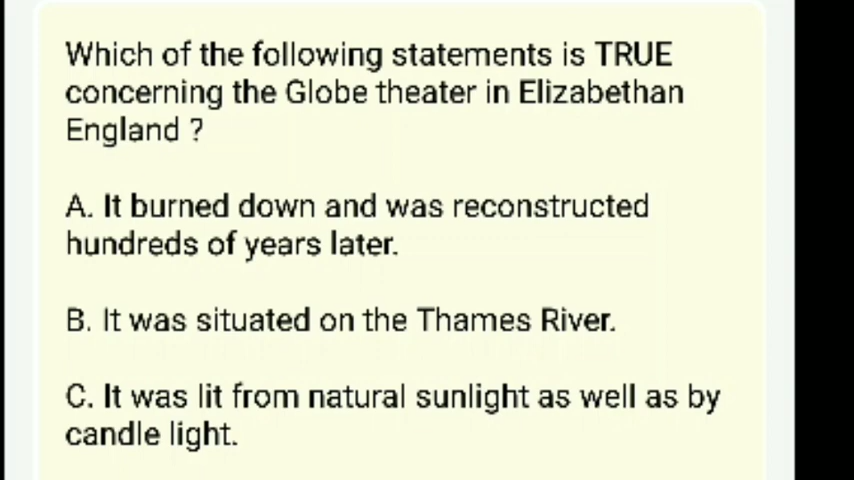 Which of the following statements is TRUE
concerning the Globe theater in Elizabethan
England ?
A. It burned down and was reconstructed
hundreds of years later.
B. It was situated on the Thames River.
C. It was lit from natural sunlight as well as by
candle light.